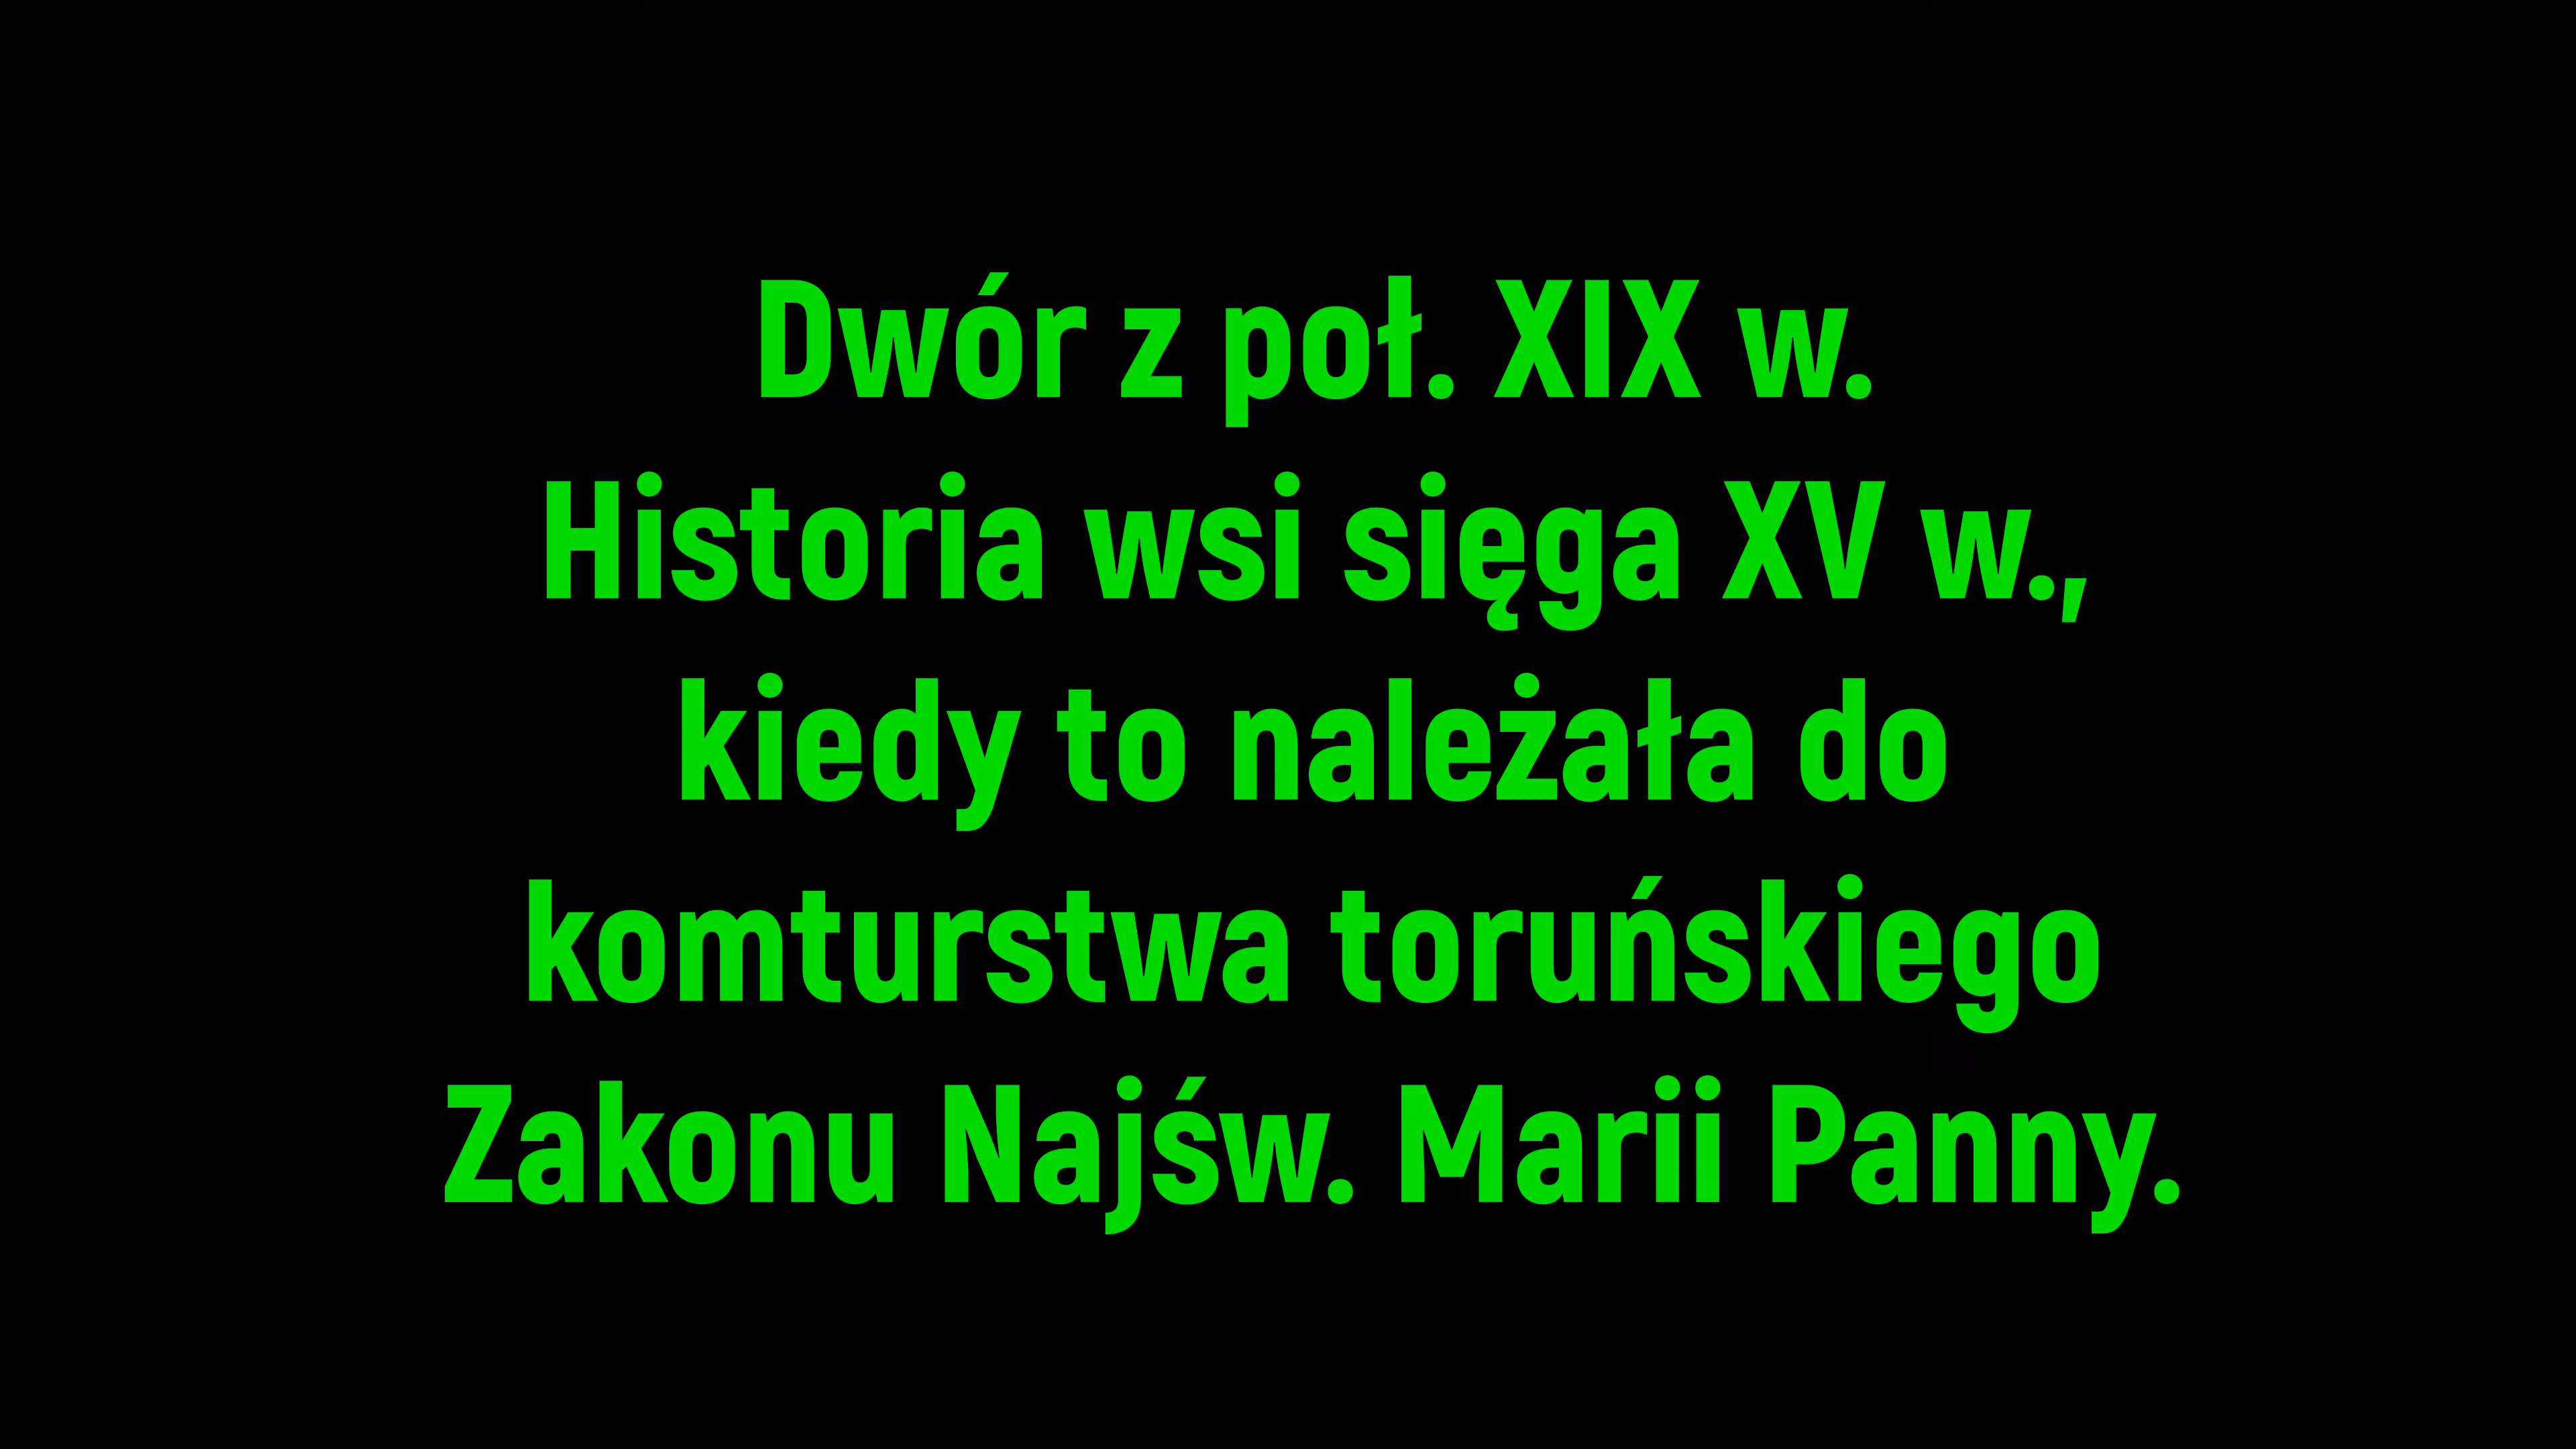 Dwór z poł. XIX w.
Historia wsi sięga XV w.,
kiedy to należała do
komturstwa toruńskiego
Zakonu Najśw. Marii Panny.